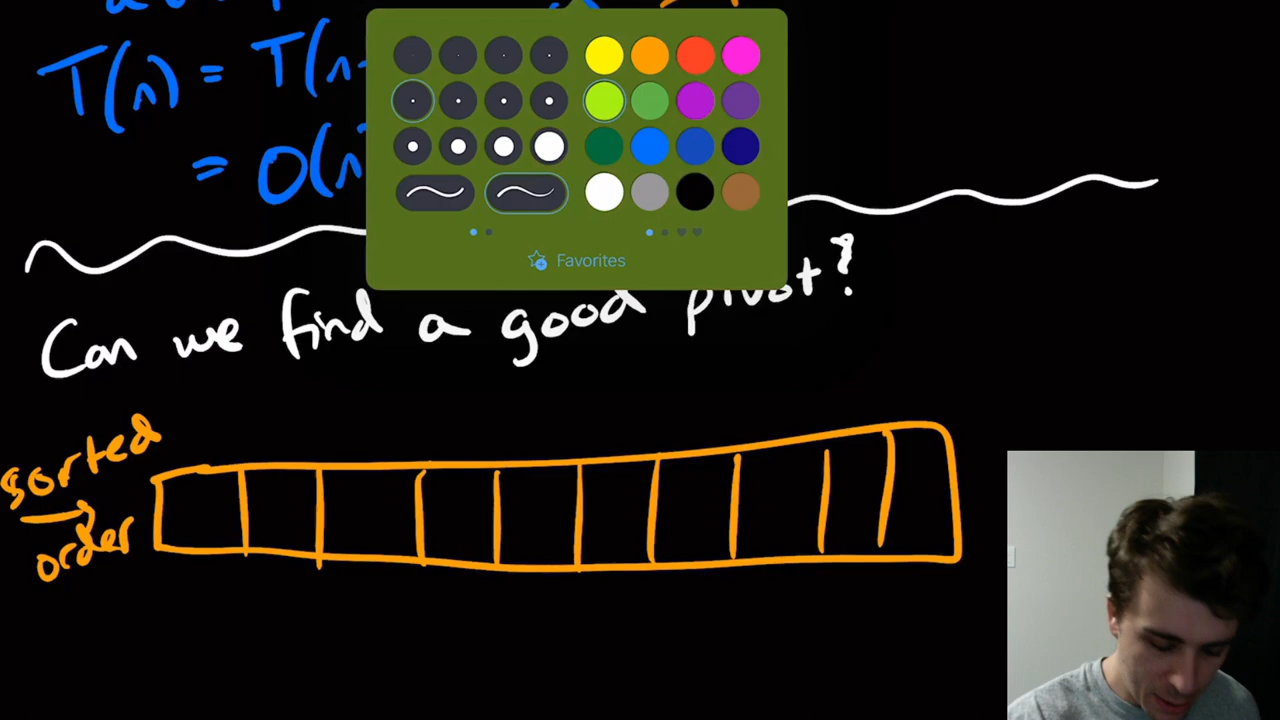 T(n) = T(n-
= O(n
Favorites
Can we find a good pivot?
sorted
order